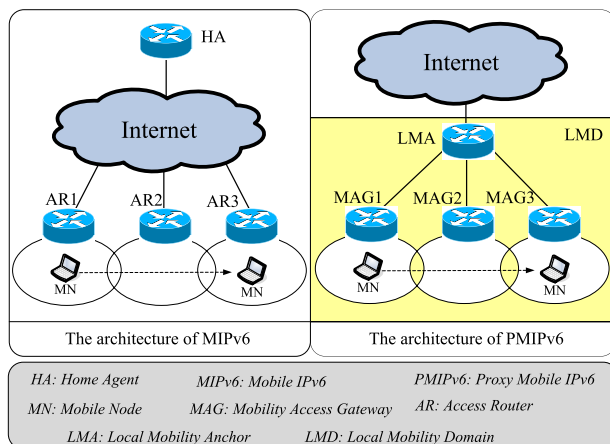 HA
Internet
AR1
AR2
AR3
MN
MN
The architecture of MIPv6
Internet
LMA
LMD
MAG1
MAG2
MAG3
MN
MN
The architecture of PMIPv6
HA: Home Agent
MIPv6: Mobile IPv6
PMIPv6: Proxy Mobile IPv6
MN: Mobile Node
MAG: Mobility Access Gateway
AR: Access Router
LMA: Local Mobility Anchor
LMD: Local Mobility Domain